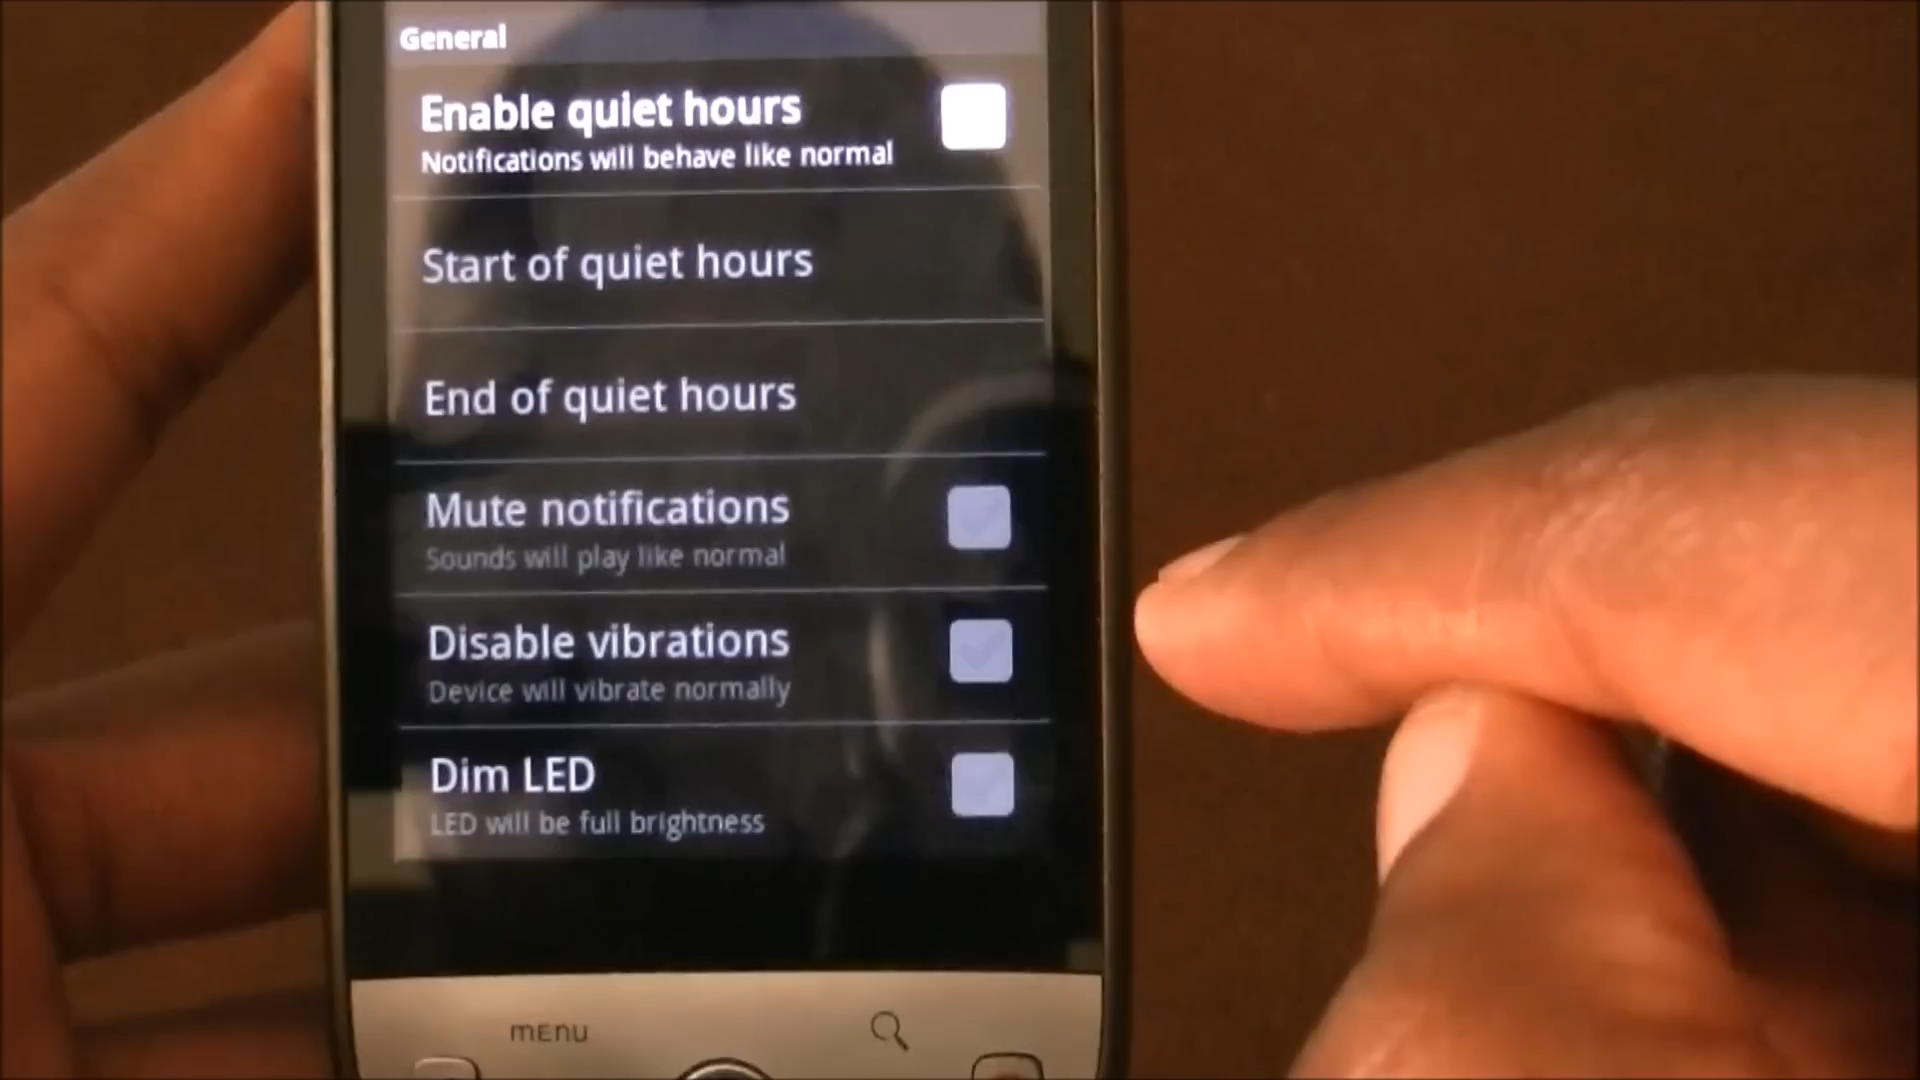 General
Enable quiet hours
Notifications will behave like normal
Start of quiet hours
End of quiet hours
Mute notifications
Sounds will play like normal
Disable vibrations
Device will vibrate normally
Dim LED
LED will be full brightness
MENU